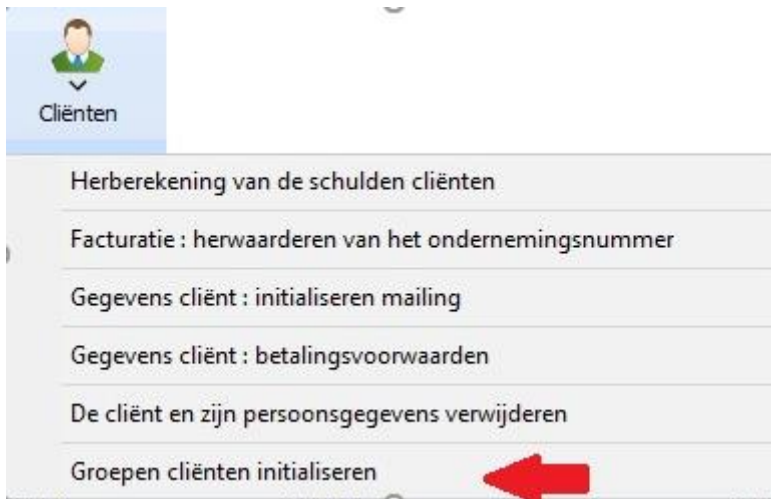 Cliënten
Herberekening van de schulden cliënten
Facturatie : herwaarderen van het ondernemingsnummer
Gegevens cliënt : initialiseren mailing
Gegevens cliënt : betalingsvoorwaarden
De cliënt en zijn persoonsgegevens verwijderen
Groepen cliënten initialiseren